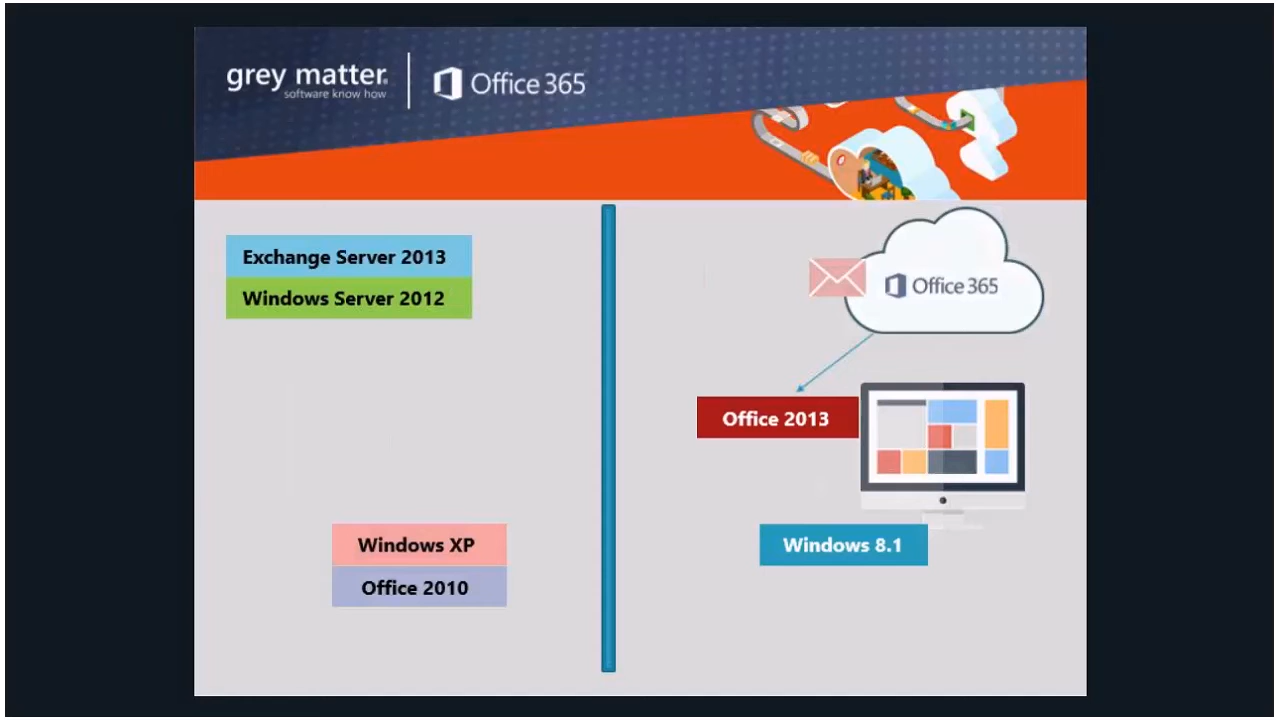 grey matter.
software know how
Office 365
Exchange Server 2013
Windows Server 2012
Office 365
Office 2013
Windows XP
Office 2010
Windows 8.1